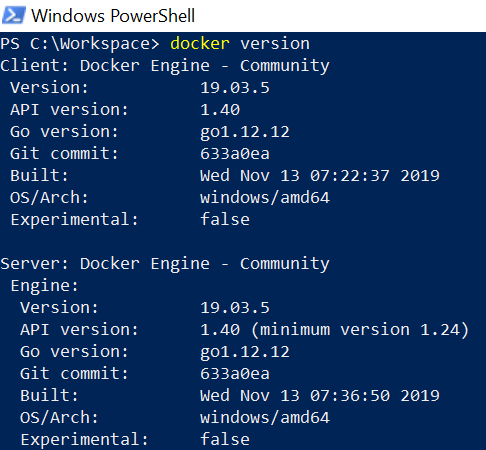 Windows PowerShell
PS C:\Workspace> docker version
Client: Docker Engine - Community
 Version:           19.03.5
 API version:       1.40
 Go version:        go1.12.12
 Git commit:        633a0ea
 Built:             Wed Nov 13 07:22:37 2019
 OS/Arch:           windows/amd64
 Experimental:      false

Server: Docker Engine - Community
 Engine:
  Version:          19.03.5
  API version:      1.40 (minimum version 1.24)
  Go version:       go1.12.12
  Git commit:       633a0ea
  Built:            Wed Nov 13 07:36:50 2019
  OS/Arch:          windows/amd64
  Experimental:     false